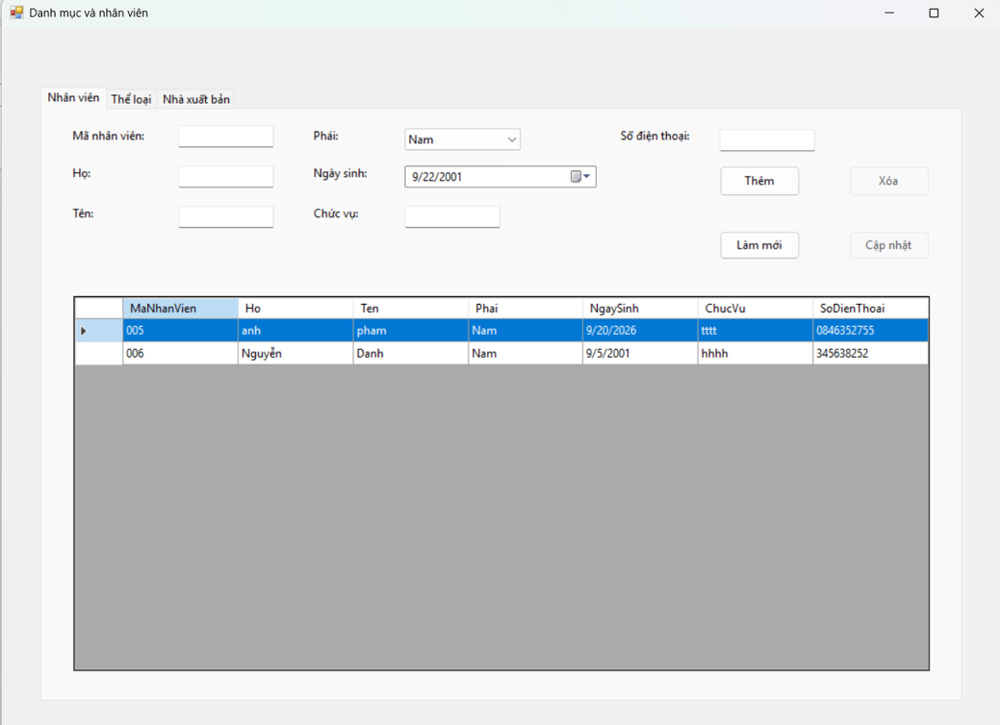 Danh mục và nhân viên
Nhân viên Thể loại Nhà xuất bản
Mã nhân viên: Phái: Nam Số điện thoại:
Họ: Ngày sinh: 9/22/2001 Thêm Xóa
Tên: Chức vụ:
Làm mới Cập nhật
MaNhanVien Ho Ten Phai NgaySinh ChucVu SoDienThoai
005 anh pham Nam 9/20/2026 tttt 0846352755
006 Nguyễn Danh Nam 9/5/2001 hhhh 345638252